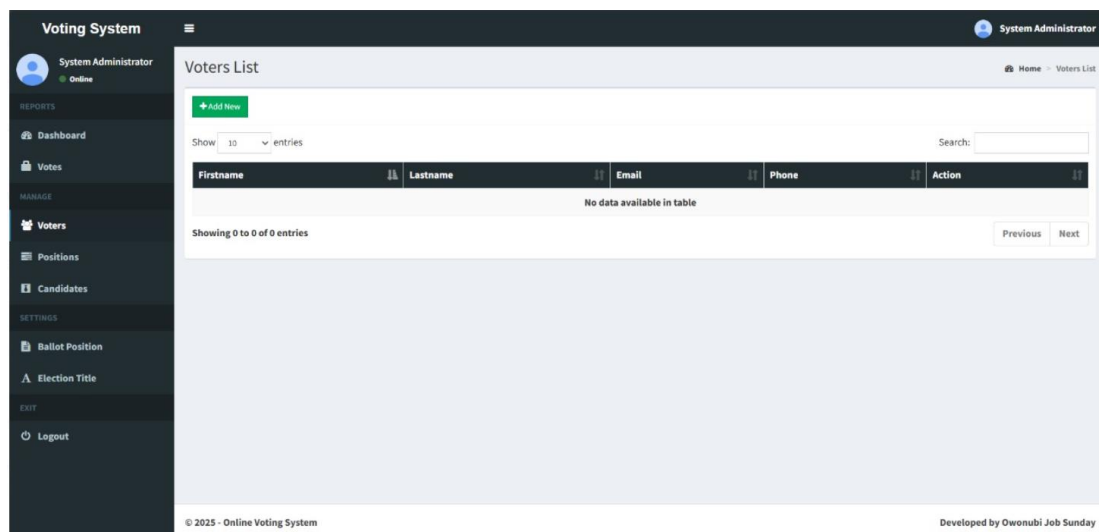 Voting System
System Administrator
System Administrator
Online
REPORTS
Dashboard
Votes
MANAGE
Voters
Positions
Candidates
SETTINGS
Ballot Position
Election Title
EXIT
Logout
Voters List
Home > Voters List
+Add New
Show 10 entries
Search:
Firstname Lastname Email Phone Action
No data available in table
Showing 0 to 0 of 0 entries
Previous Next
© 2025 - Online Voting System
Developed by Owonubi Job Sunday